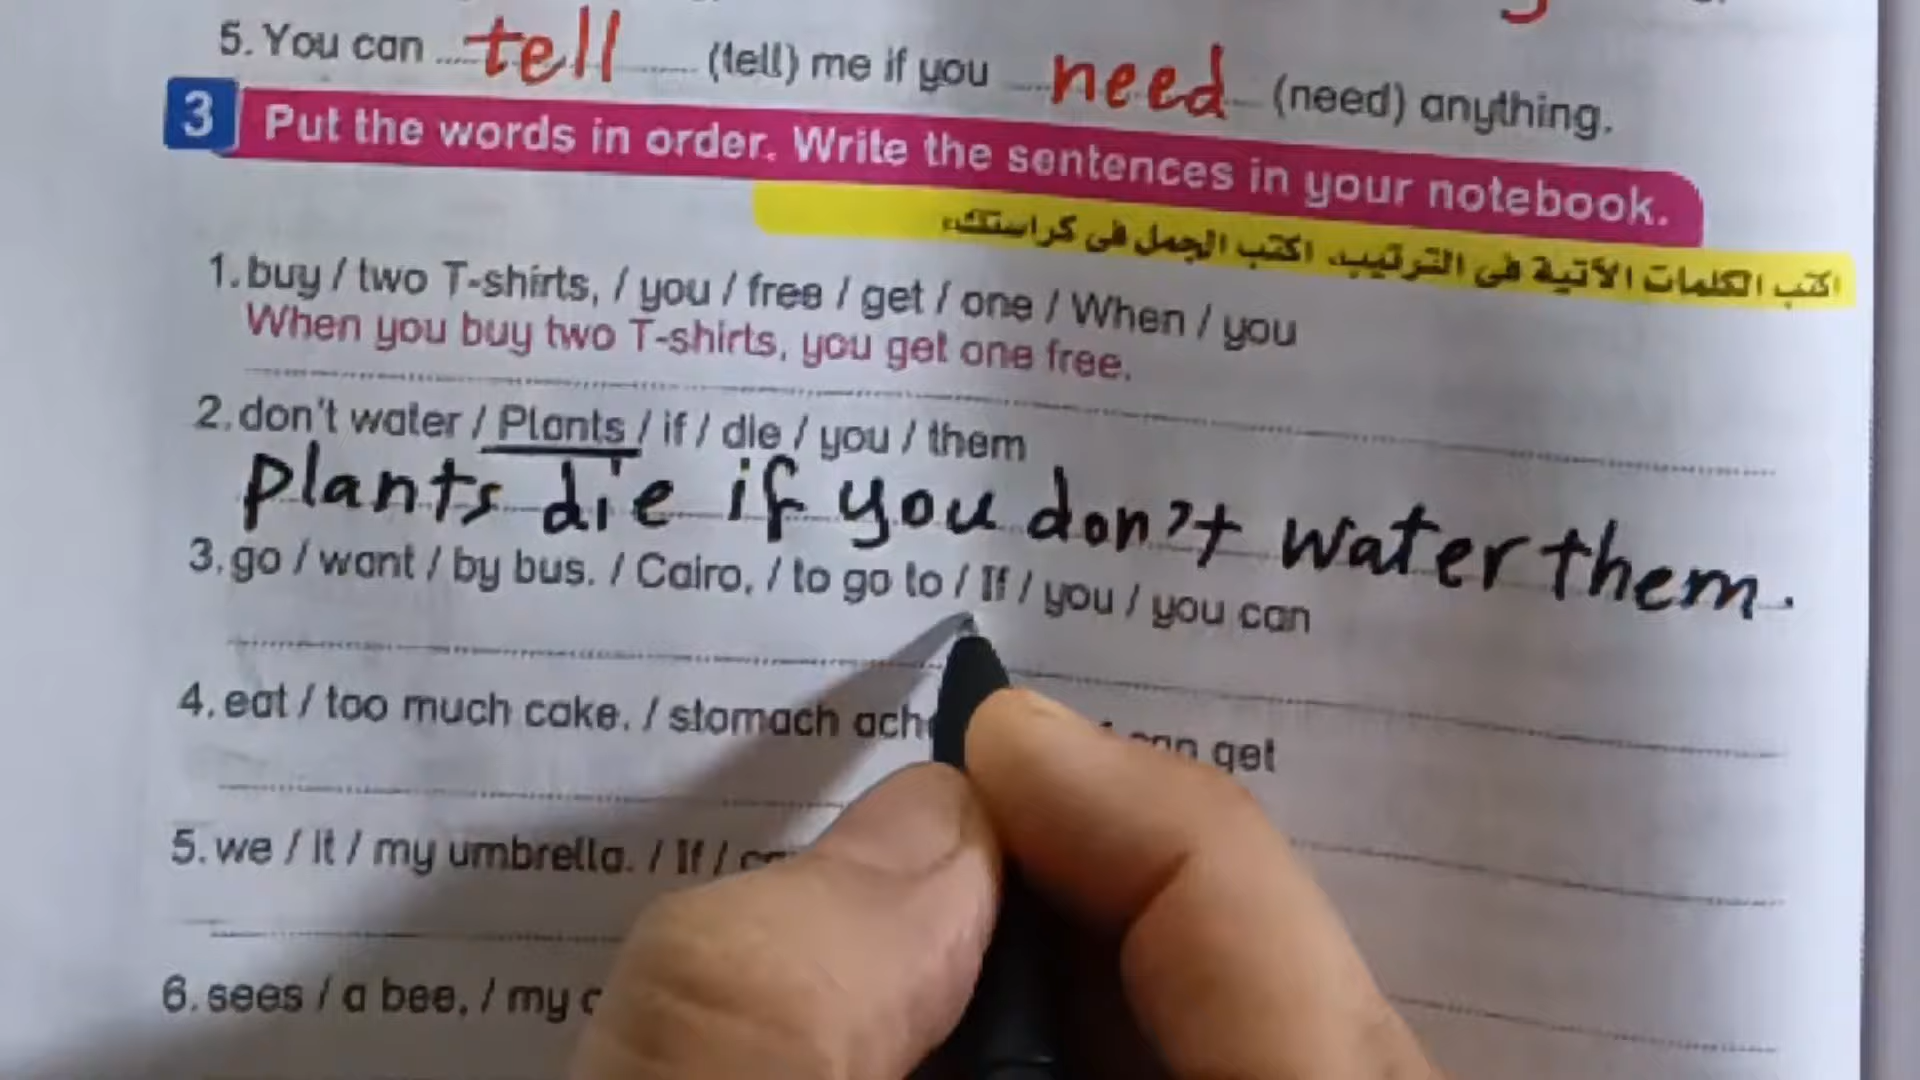 5. You can tell (tell) me if you need (need) anything.
3 Put the words in order. Write the sentences in your notebook.
اكتب الكلمات الآتية فى الترتيب. اكتب الجمل فى كراستك.
1. buy / two T-shirts, / you / free / get / one / When / you
When you buy two T-shirts, you get one free.
2. don't water / Plants / if / die / you / them
plants die if you don't water them.
3. go / want / by bus. / Cairo, / to go to / If / you / you can
4. eat / too much cake. / stomach get
5. we / it / my umbrella. / If /
6. sees / a bee, / my